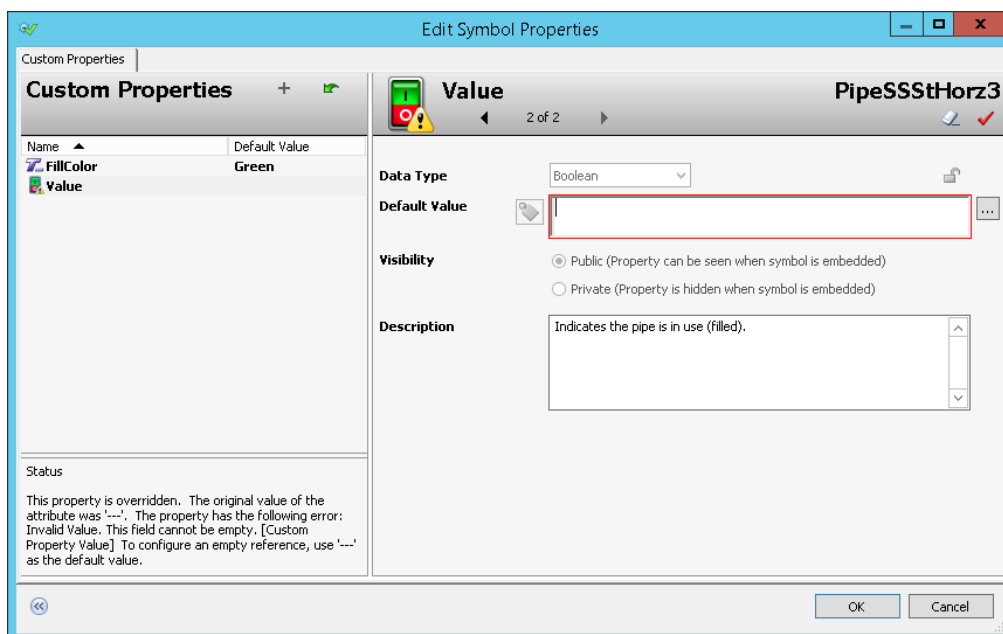 Edit Symbol Properties
Custom Properties
Custom Properties
Value
PipeSSStHorz3
2 of 2
Name
Default Value
FillColor
Green
Value
Data Type
Boolean
Default Value
...
Visibility
Public (Property can be seen when symbol is embedded)
Private (Property is hidden when symbol is embedded)
Description
Indicates the pipe is in use (filled).
Status
This property is overridden. The original value of the
attribute was '---'. The property has the following error:
Invalid Value. This field cannot be empty. [Custom
Property Value] To configure an empty reference, use '---'
as the default value.
OK
Cancel